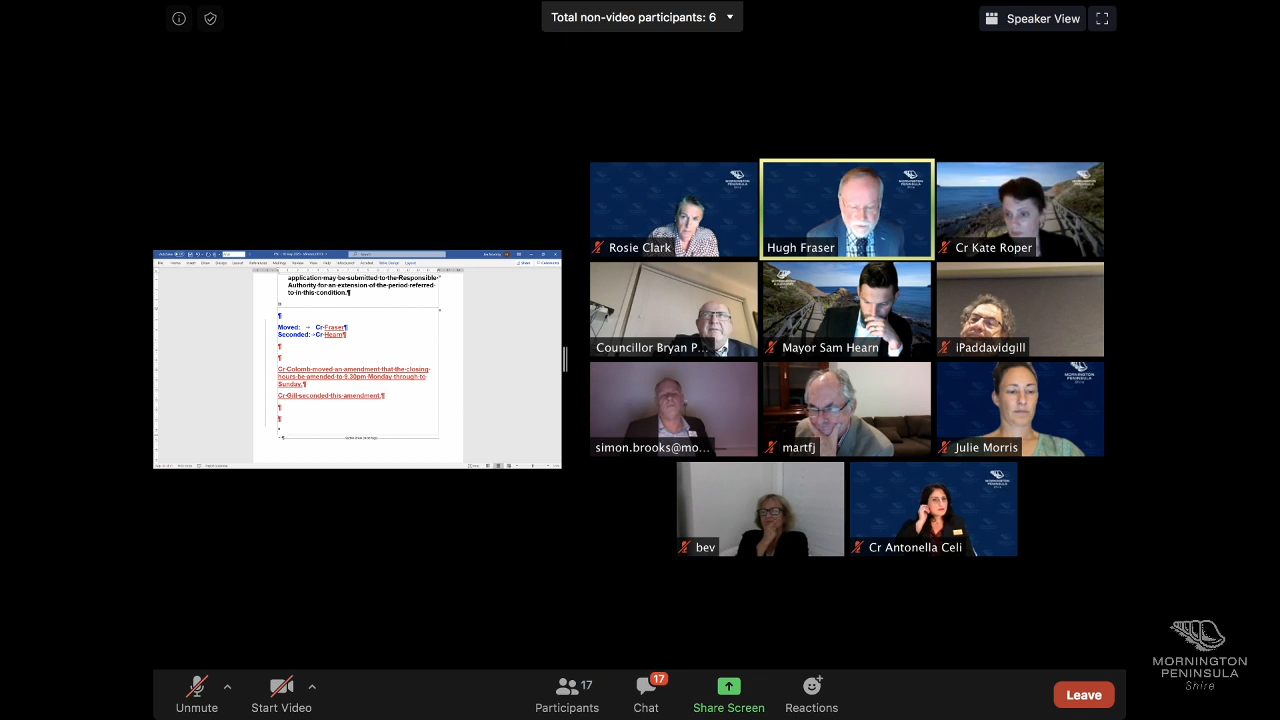 Total non-video participants: 6
Speaker View
MORNINGTON
PENINSULA
Shire
Rosie Clark
Hugh Fraser
Cr Kate Roper
Councillor Bryan P...
Mayor Sam Hearn
iPaddavidgill
simon.brooks@mo...
martfj
Julie Morris
bev
Cr Antonella Celi
application may be submitted to the Responsible
Authority for an extension of the period referred
to in this condition.¶
Moved: → Cr Fraser¶
Seconded: → Cr Hearn¶
Cr Colomb moved an amendment that the closing
hours be amended to 9.30pm Monday through to
Sunday.¶
Cr Gill seconded this amendment.¶
Unmute
Start Video
17
Participants
17
Chat
Share Screen
Reactions
Leave
MORNINGTON
PENINSULA
Shire